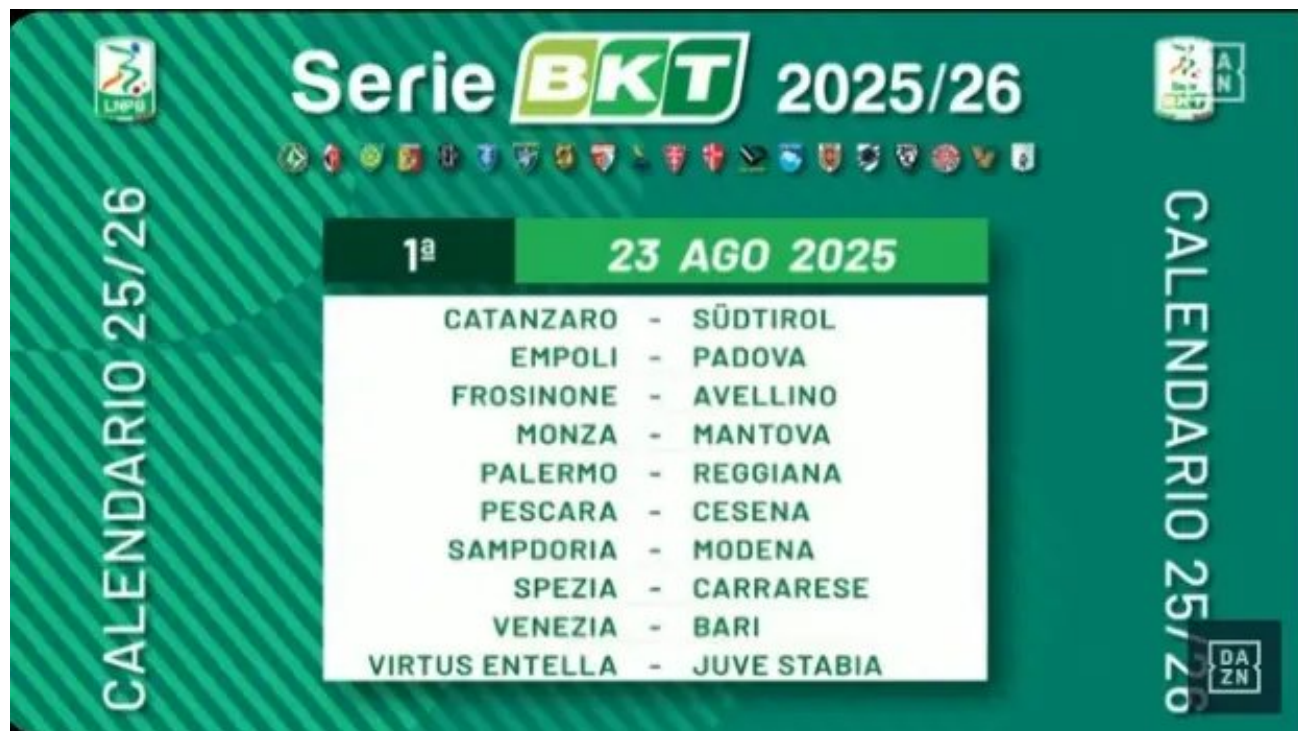 LNPB
Serie BKT 2025/26
BKT
DAZN
CALENDARIO 25/26
1ª 23 AGO 2025
CATANZARO - SÜDTIROL
EMPOLI - PADOVA
FROSINONE - AVELLINO
MONZA - MANTOVA
PALERMO - REGGIANA
PESCARA - CESENA
SAMPDORIA - MODENA
SPEZIA - CARRARESE
VENEZIA - BARI
VIRTUS ENTELLA - JUVE STABIA
CALENDARIO 25/26
DAZN